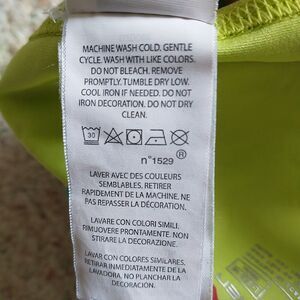 MACHINE WASH COLD. GENTLE
CYCLE. WASH WITH LIKE COLORS.
DO NOT BLEACH. REMOVE
PROMPTLY. TUMBLE DRY LOW.
COOL IRON IF NEEDED. DO NOT
IRON DECORATION. DO NOT DRY
CLEAN.
30
n°1529 ®
LAVER AVEC DES COULEURS
SEMBLABLES. RETIRER
RAPIDEMENT DE LA MACHINE. NE
PAS REPASSER LA DÉCORATION.
LAVARE CON COLORI SIMILI.
RIMUOVERE PRONTAMENTE. NON
STIRARE LA DECORAZIONE.
LAVAR CON COLORES SIMILARES.
RETIRAR INMEDIATAMENTE DE LA
LAVADORA. NO PLANCHAR LA
DECORACIÓN.